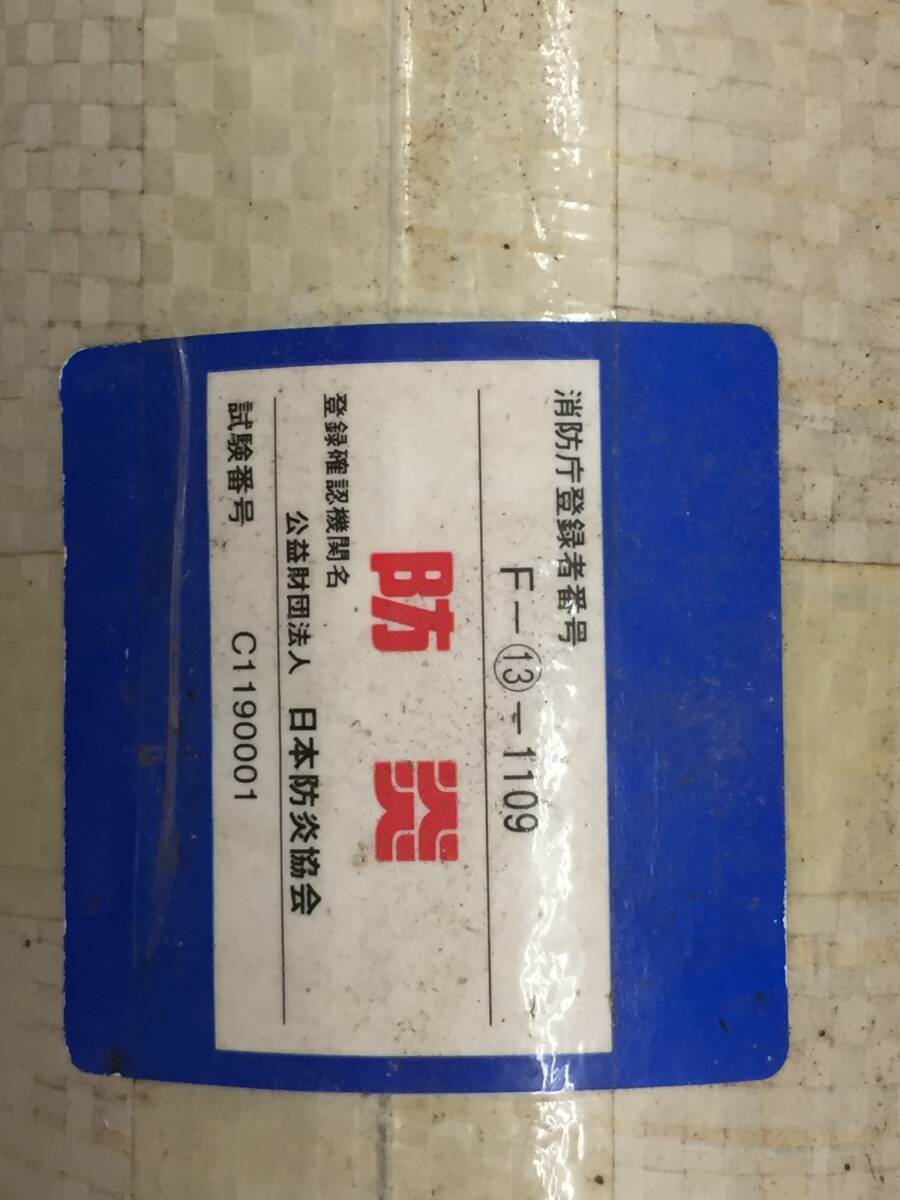 消防庁登録者番号
F－⑬－1109
防炎
登録確認機関名
公益財団法人 日本防炎協会
試験番号 C1190001